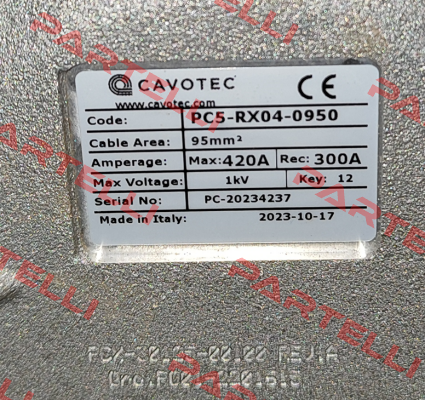 CAVOTEC CE
www.cavotec.com
Code: PC5-RX04-0950
Cable Area: 95mm²
Amperage: Max: 420A Rec: 300A
Max Voltage: 1kV Key: 12
Serial No: PC-20234237
Made in Italy: 2023-10-17
PARTELLI
PARTELLI
PARTELLI